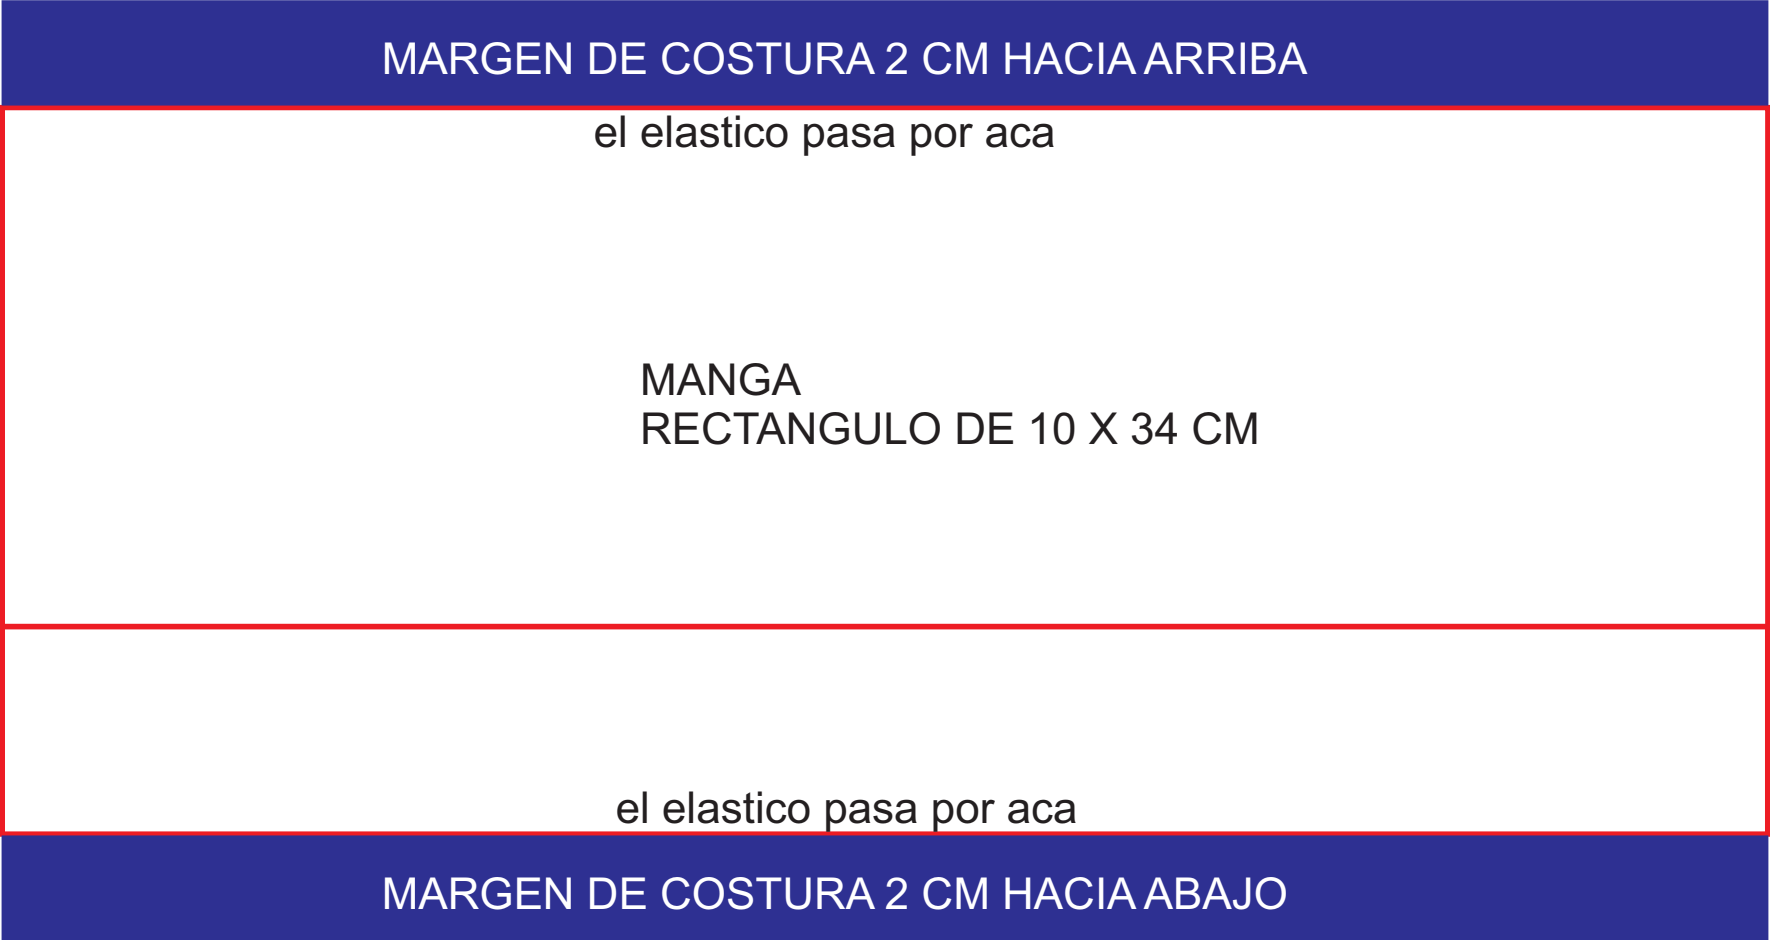 MARGEN DE COSTURA 2 CM HACIA ARRIBA
el elastico pasa por aca
MANGA
RECTANGULO DE 10 X 34 CM
el elastico pasa por aca
MARGEN DE COSTURA 2 CM HACIA ABAJO